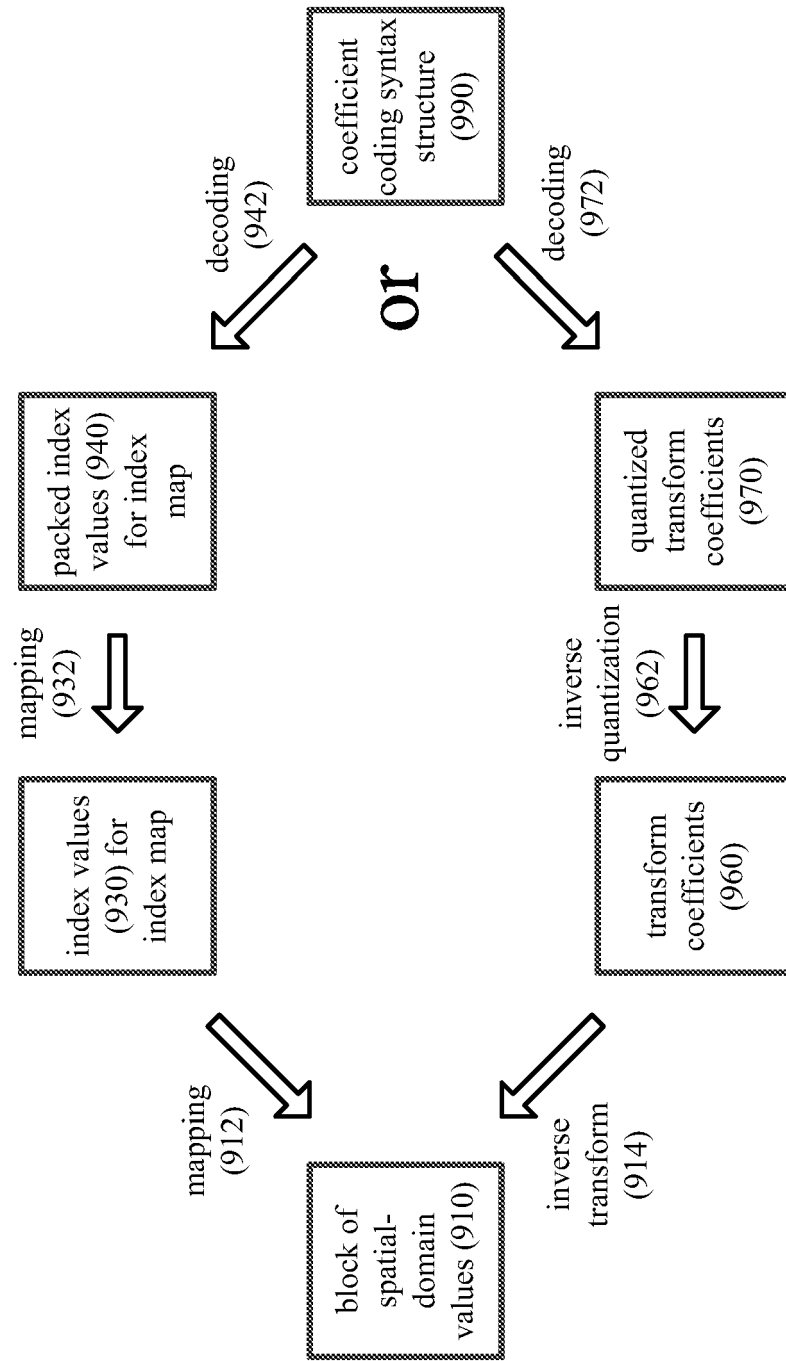 block of
spatial-
domain
values (910)
mapping
(912)
inverse
transform
(914)
index values
(930) for
index map
transform
coefficients
(960)
mapping
(932)
inverse
quantization
(962)
packed index
values (940)
for index
map
quantized
transform
coefficients
(970)
decoding
(942)
or
decoding
(972)
coefficient
coding syntax
structure
(990)